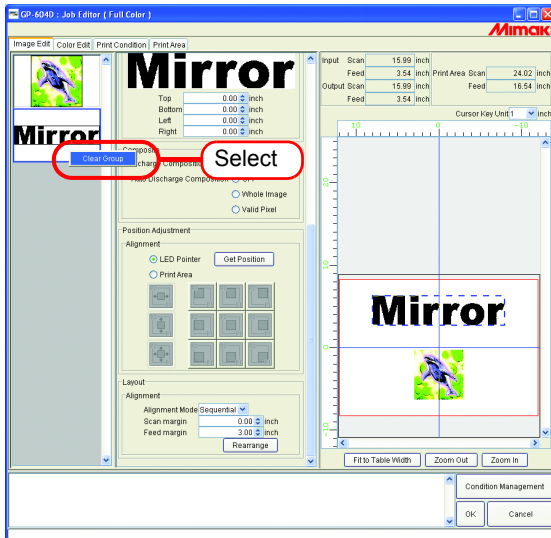 GP-604D : Job Editor ( Full Color )
Mimaki
Image Edit Color Edit Print Condition Print Area
Mirror
Clear Group
Select
Mirror
Top 0.00 inch
Bottom 0.00 inch
Left 0.00 inch
Right 0.00 inch
Composite
Auto Discharge Composition
Whole Image
Valid Pixel
Position Adjustment
Alignment
LED Pointer Get Position
Print Area
Layout
Alignment
Alignment Mode Sequential
Scan margin 0.00 inch
Feed margin 3.00 inch
Rearrange
Input Scan 15.99 inch
Feed 3.54 inch Print Area Scan 24.02 inch
Output Scan 15.99 inch Feed 16.54 inch
Feed 3.54 inch
Cursor Key Unit 1 inch
10 0 -10
20
10
Mirror
0
-10
Fit to Table Width Zoom Out Zoom In
Condition Management
OK Cancel